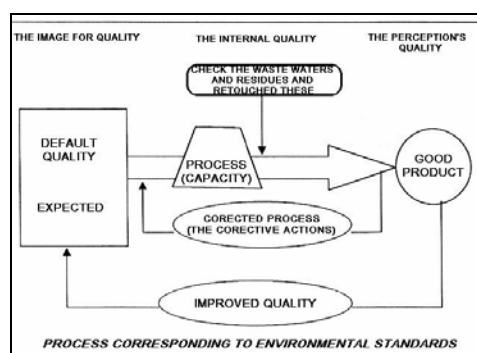 THE IMAGE FOR QUALITY
THE INTERNAL QUALITY
THE PERCEPTION'S
QUALITY
CHECK THE WASTE WATERS
AND RESIDUES AND
RETOUCHED THESE
DEFAULT
QUALITY
EXPECTED
PROCESS
(CAPACITY)
GOOD
PRODUCT
CORECTED PROCESS
(THE CORECTIVE ACTIONS)
IMPROVED QUALITY
PROCESS CORRESPONDING TO ENVIRONMENTAL STANDARDS